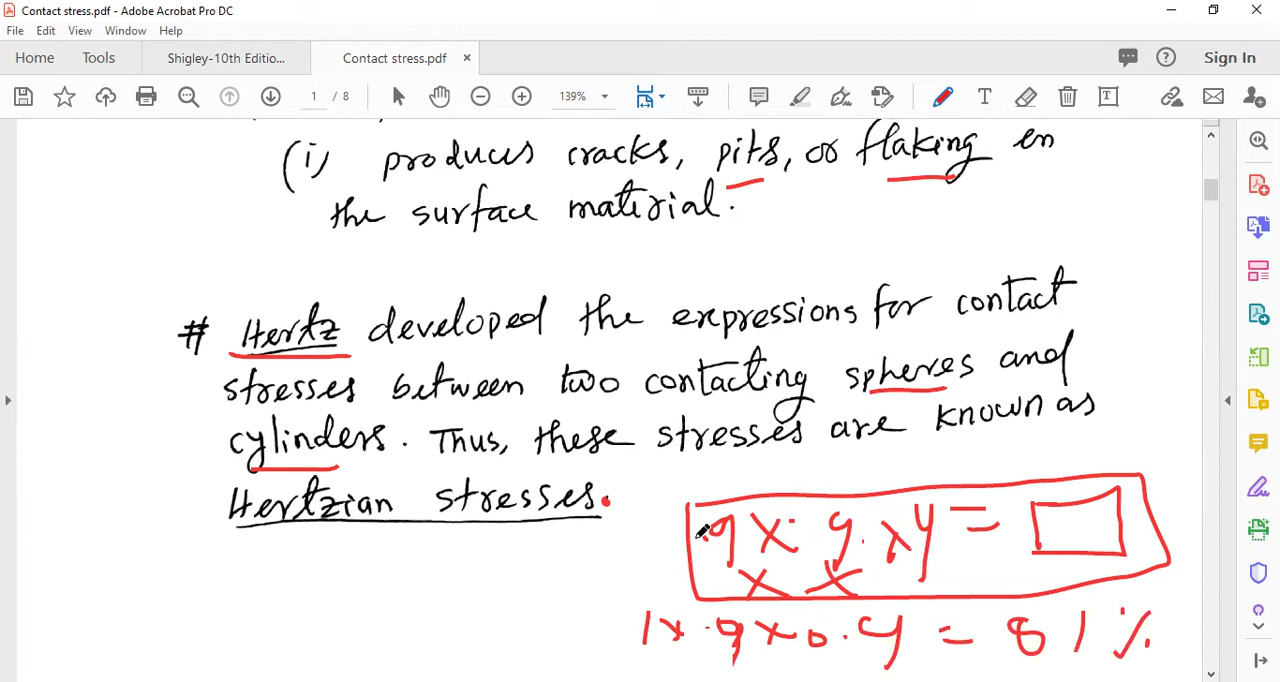 Contact stress.pdf - Adobe Acrobat Pro DC
File Edit View Window Help
Home Tools Shigley-10th Editio... Contact stress.pdf × Sign In
1 / 8 139%
(i) produces cracks, pits, or flaking in
the surface material.
# Hertz developed the expressions for contact
stresses between two contacting spheres and
cylinders. Thus, these stresses are known as
Hertzian stresses.
.9 x .9 x y =
x x
1 x .9 x 0.9 = 81 %